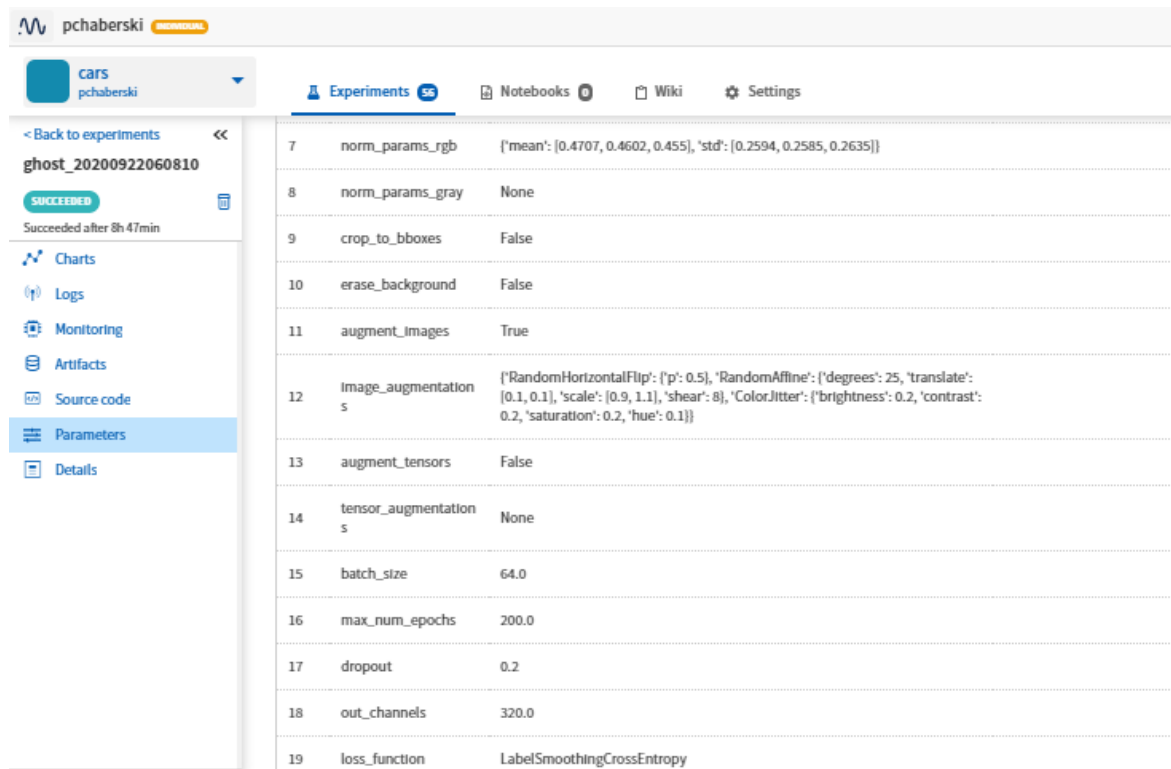 pchaberski INDIVIDUAL
cars
pchaberski
Experiments 56 Notebooks 0 Wiki Settings
< Back to experiments «
ghost_20200922060810
SUCCEEDED
Succeeded after 8h 47min
Charts
Logs
Monitoring
Artifacts
Source code
Parameters
Details
7 norm_params_rgb {'mean': [0.4707, 0.4602, 0.455], 'std': [0.2594, 0.2585, 0.2635]}
8 norm_params_gray None
9 crop_to_bboxes False
10 erase_background False
11 augment_images True
12 image_augmentation
s
{'RandomHorizontalFlip': {'p': 0.5}, 'RandomAffine': {'degrees': 25, 'translate':
[0.1, 0.1], 'scale': [0.9, 1.1], 'shear': 8}, 'ColorJitter': {'brightness': 0.2, 'contrast':
0.2, 'saturation': 0.2, 'hue': 0.1}}
13 augment_tensors False
14 tensor_augmentation
s
None
15 batch_size 64.0
16 max_num_epochs 200.0
17 dropout 0.2
18 out_channels 320.0
19 loss_function LabelSmoothingCrossEntropy